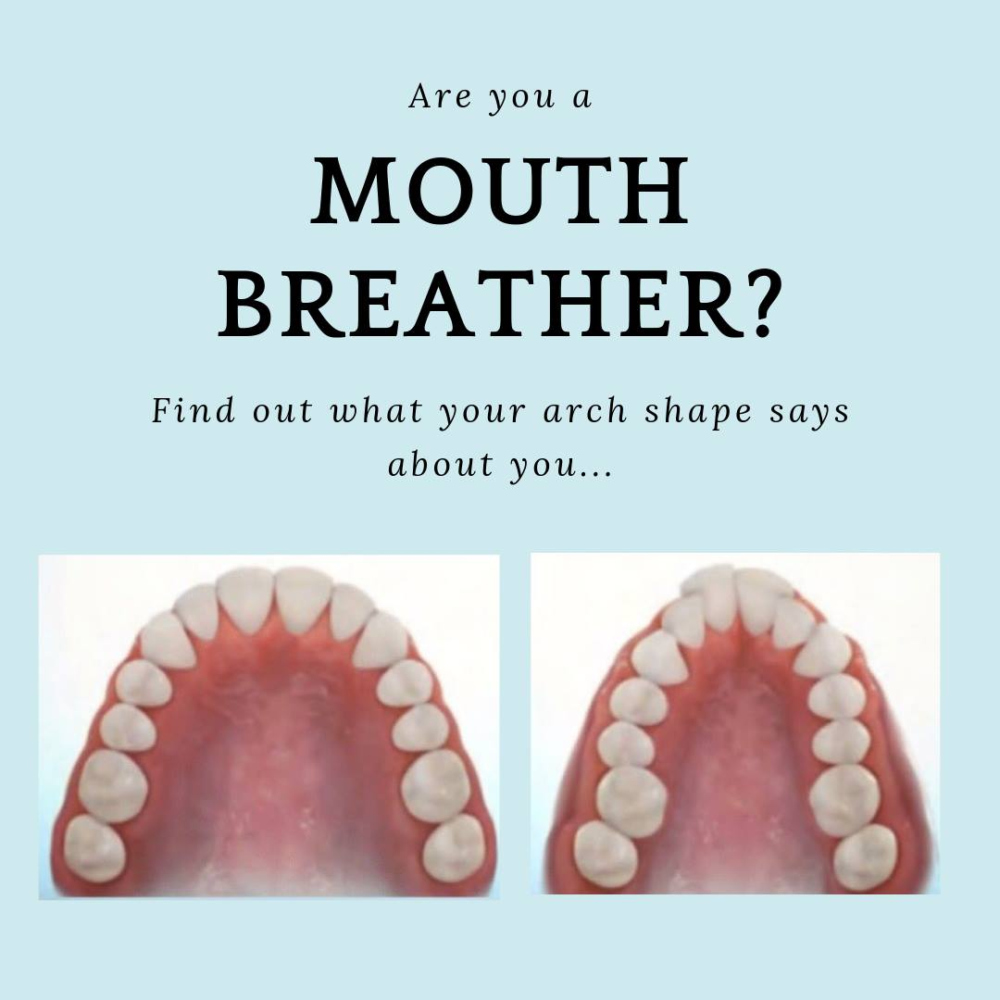 Are you a
MOUTH
BREATHER?
Find out what your arch shape says
about you...